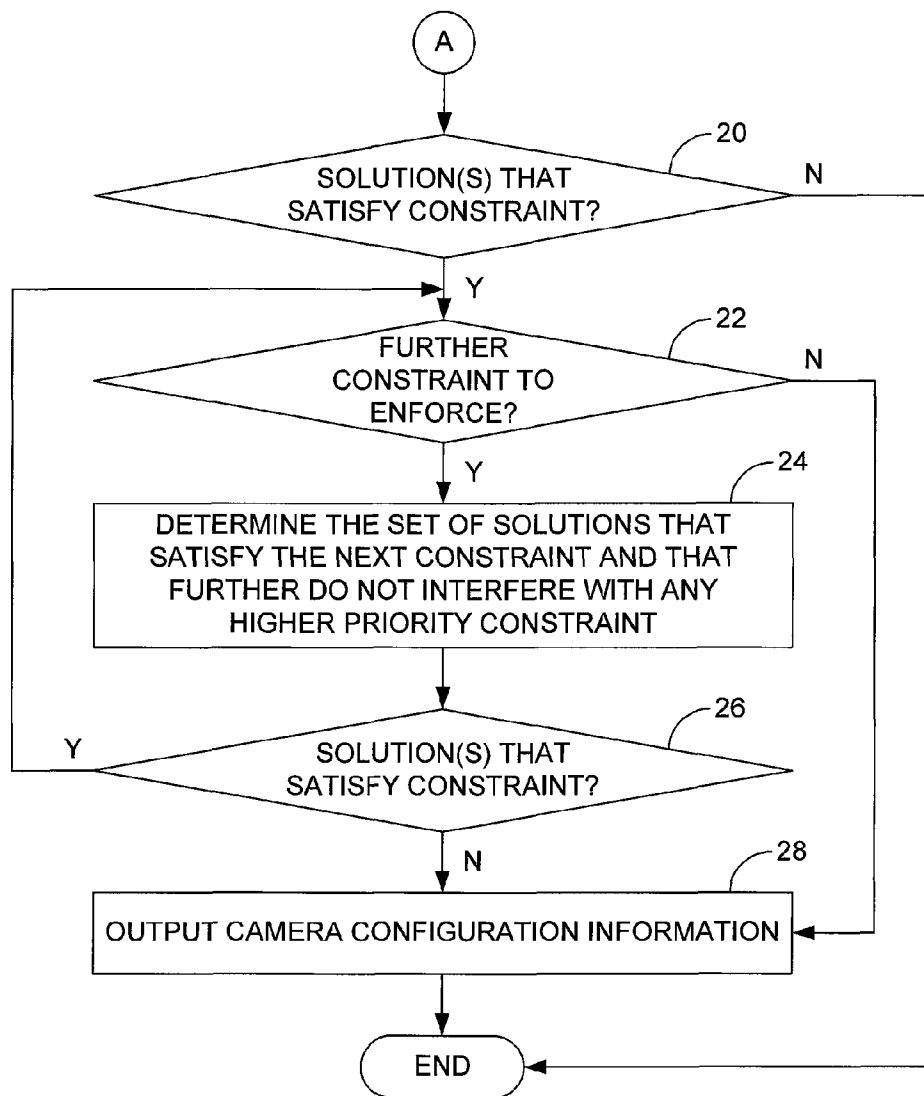 A
20
SOLUTION(S) THAT
SATISFY CONSTRAINT?
N
Y
22
FURTHER
CONSTRAINT TO
ENFORCE?
N
Y
24
DETERMINE THE SET OF SOLUTIONS THAT
SATISFY THE NEXT CONSTRAINT AND THAT
FURTHER DO NOT INTERFERE WITH ANY
HIGHER PRIORITY CONSTRAINT
26
Y
SOLUTION(S) THAT
SATISFY CONSTRAINT?
N
28
OUTPUT CAMERA CONFIGURATION INFORMATION
END